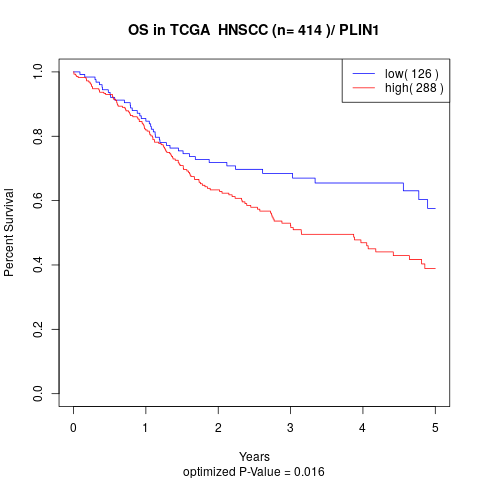 OS in TCGA  HNSCC (n= 414 )/ PLIN1
low( 126 )
high( 288 )
Percent Survival
1.0
0.8
0.6
0.4
0.2
0.0
0 1 2 3 4 5
Years
optimized P-Value = 0.016